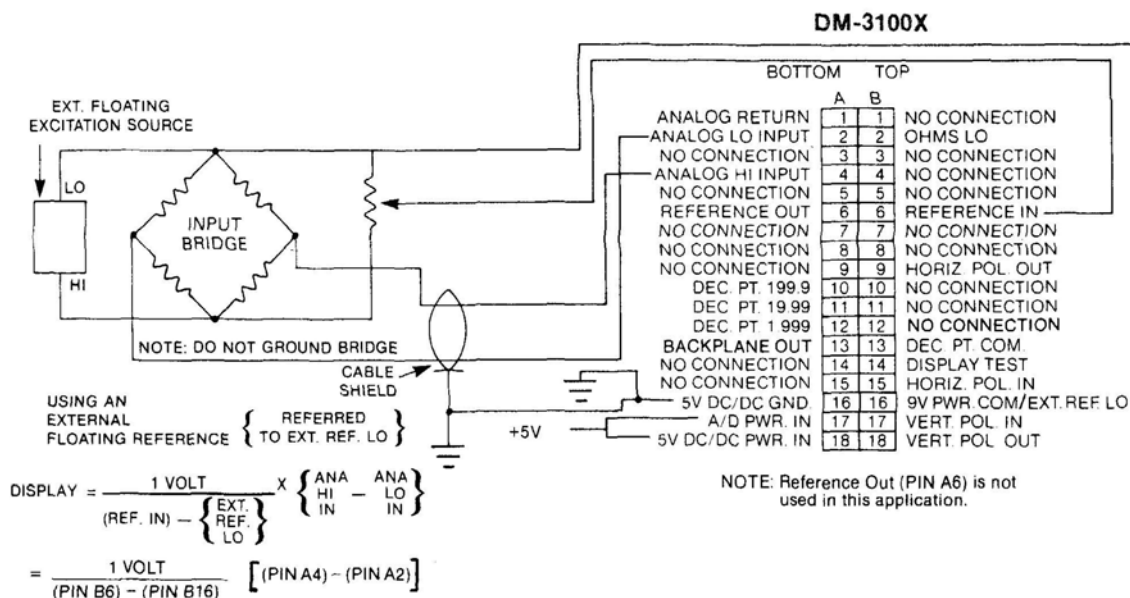 DM-3100X
BOTTOM TOP
A B
ANALOG RETURN 1 1 NO CONNECTION
ANALOG LO INPUT 2 2 OHMS LO
NO CONNECTION 3 3 NO CONNECTION
ANALOG HI INPUT 4 4 NO CONNECTION
NO CONNECTION 5 5 NO CONNECTION
REFERENCE OUT 6 6 REFERENCE IN
NO CONNECTION 7 7 NO CONNECTION
NO CONNECTION 8 8 NO CONNECTION
NO CONNECTION 9 9 HORIZ. POL. OUT
DEC. PT. 199.9 10 10 NO CONNECTION
DEC. PT. 19.99 11 11 NO CONNECTION
DEC. PT. 1.999 12 12 NO CONNECTION
BACKPLANE OUT 13 13 DEC. PT. COM.
NO CONNECTION 14 14 DISPLAY TEST
NO CONNECTION 15 15 HORIZ. POL. IN
5V DC/DC GND. 16 16 9V PWR.COM/EXT.REF. LO
A/D PWR. IN 17 17 VERT. POL. IN
5V DC/DC PWR. IN 18 18 VERT. POL OUT
EXT. FLOATING
EXCITATION SOURCE
LO
HI
INPUT
BRIDGE
NOTE: DO NOT GROUND BRIDGE
CABLE
SHIELD
+5V
USING AN
EXTERNAL
FLOATING REFERENCE { REFERRED
TO EXT. REF. LO }
DISPLAY = 1 VOLT X { ANA HI IN – ANA LO IN }
(REF. IN) – { EXT. REF. LO }
= 1 VOLT [(PIN A4) – (PIN A2)]
(PIN B6) – (PIN B16)
NOTE: Reference Out (PIN A6) is not
used in this application.